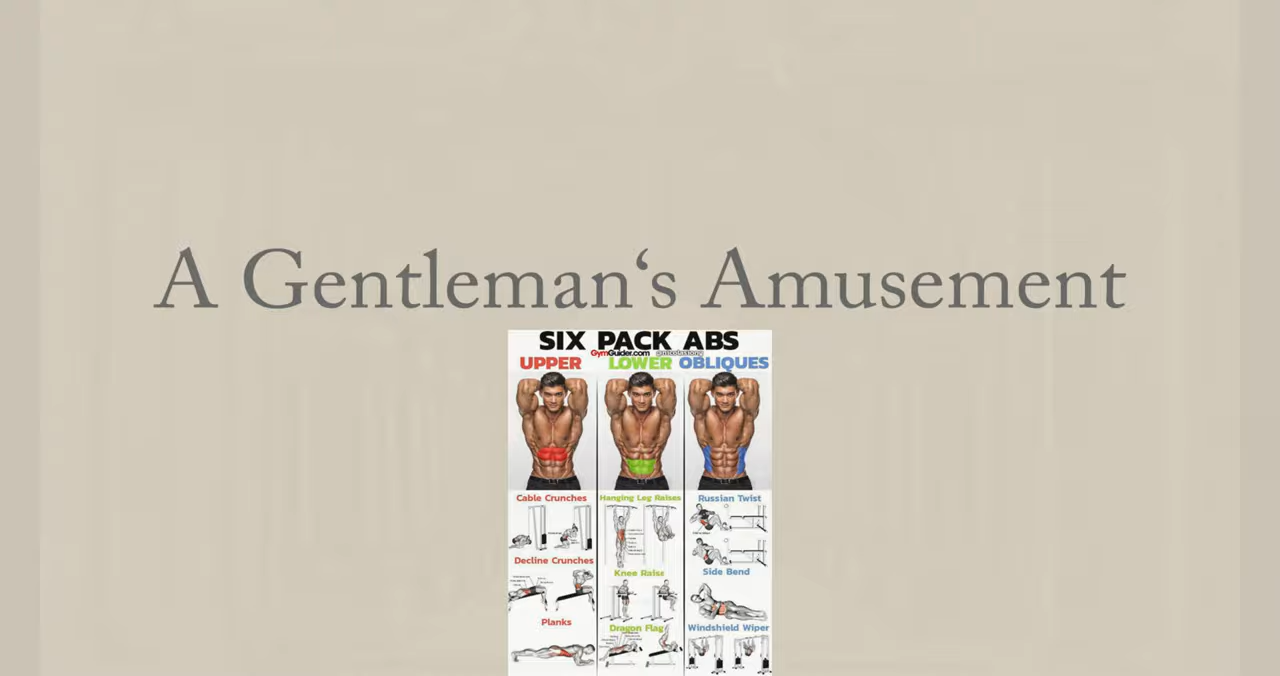 A Gentleman‘s Amusement
SIX PACK ABS
GymGuider.com
UPPER LOWER OBLIQUES
Cable Crunches Hanging Leg Raises Russian Twist
Decline Crunches Knee Raise Side Bend
Planks Dragon Flag Windshield Wiper